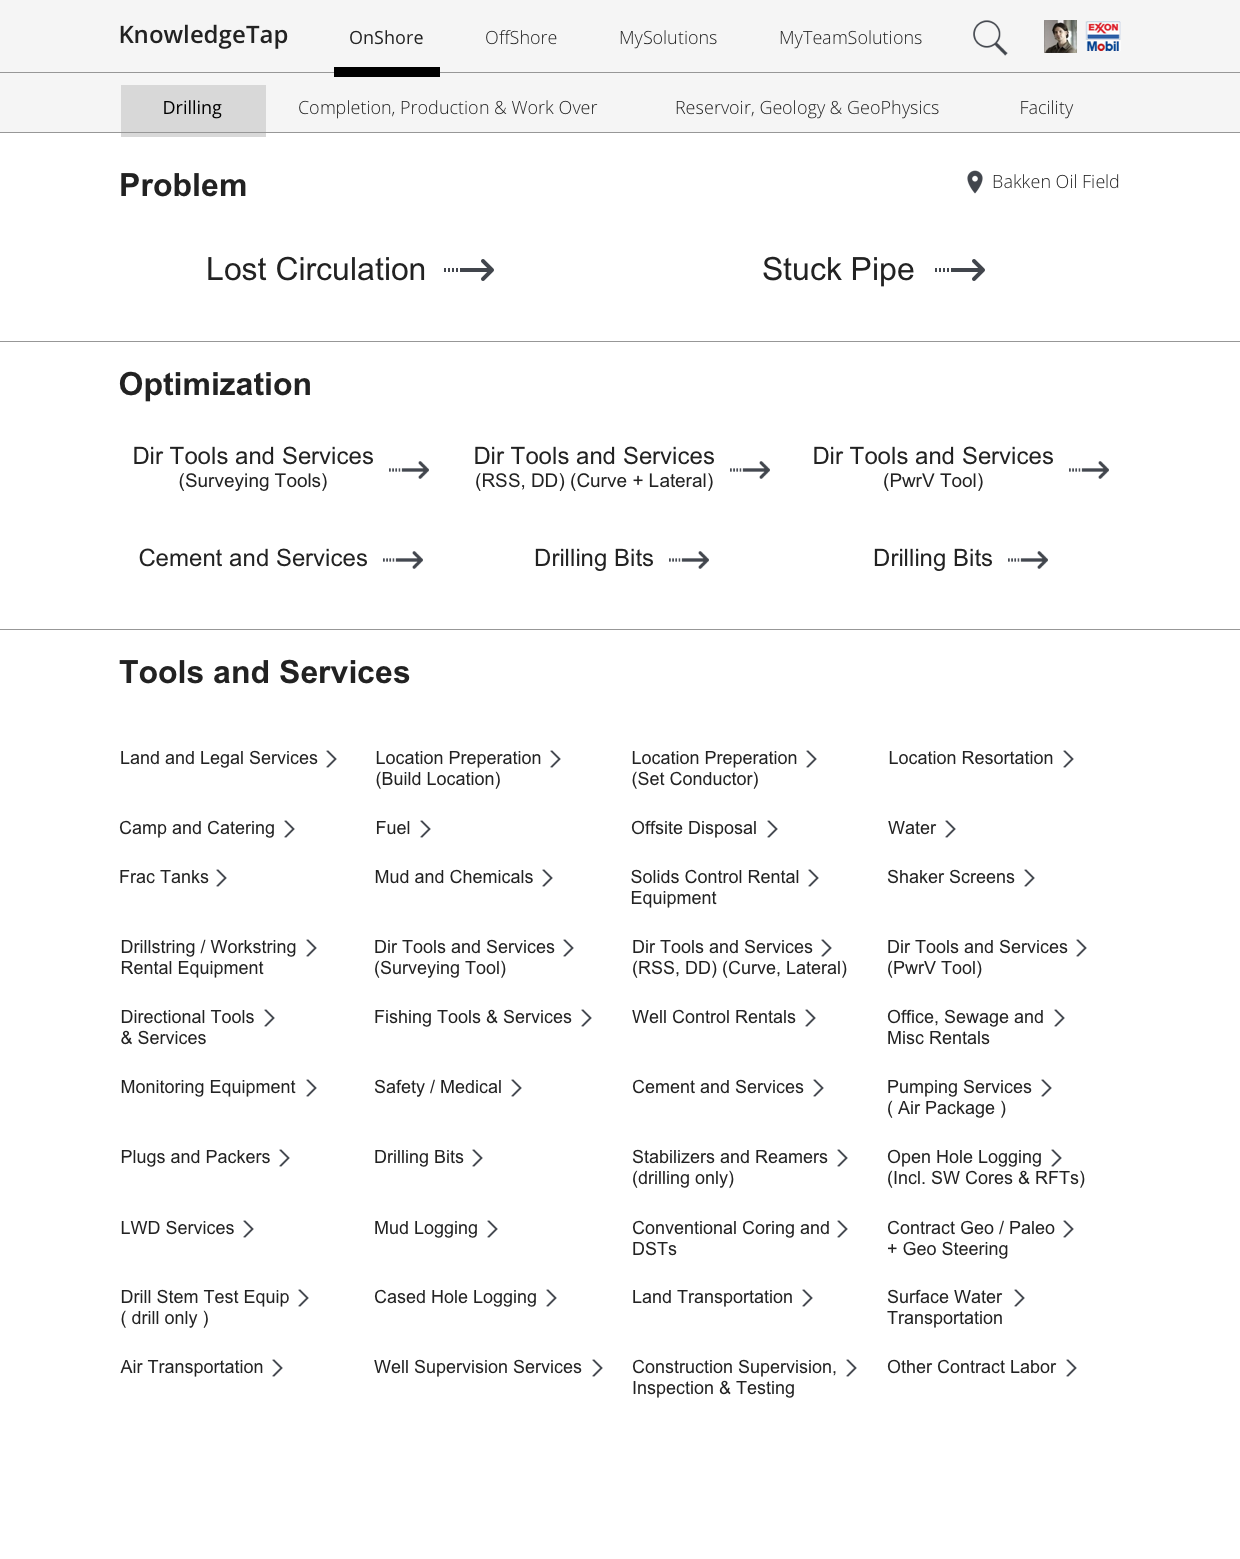 KnowledgeTap OnShore OffShore MySolutions MyTeamSolutions EXXON
Mobil
Drilling Completion, Production & Work Over Reservoir, Geology & GeoPhysics Facility
Problem Bakken Oil Field
Lost Circulation Stuck Pipe
Optimization
Dir Tools and Services Dir Tools and Services Dir Tools and Services
(Surveying Tools) (RSS, DD) (Curve + Lateral) (PwrV Tool)
Cement and Services Drilling Bits Drilling Bits
Tools and Services
Land and Legal Services Location Preperation Location Preperation Location Resortation
(Build Location) (Set Conductor)
Camp and Catering Fuel Offsite Disposal Water
Frac Tanks Mud and Chemicals Solids Control Rental Shaker Screens
Equipment
Drillstring / Workstring Dir Tools and Services Dir Tools and Services Dir Tools and Services
Rental Equipment (Surveying Tool) (RSS, DD) (Curve, Lateral) (PwrV Tool)
Directional Tools Fishing Tools & Services Well Control Rentals Office, Sewage and
& Services Misc Rentals
Monitoring Equipment Safety / Medical Cement and Services Pumping Services
( Air Package )
Plugs and Packers Drilling Bits Stabilizers and Reamers Open Hole Logging
(drilling only) (Incl. SW Cores & RFTs)
LWD Services Mud Logging Conventional Coring and Contract Geo / Paleo
DSTs + Geo Steering
Drill Stem Test Equip Cased Hole Logging Land Transportation Surface Water
( drill only ) Transportation
Air Transportation Well Supervision Services Construction Supervision, Other Contract Labor
Inspection & Testing